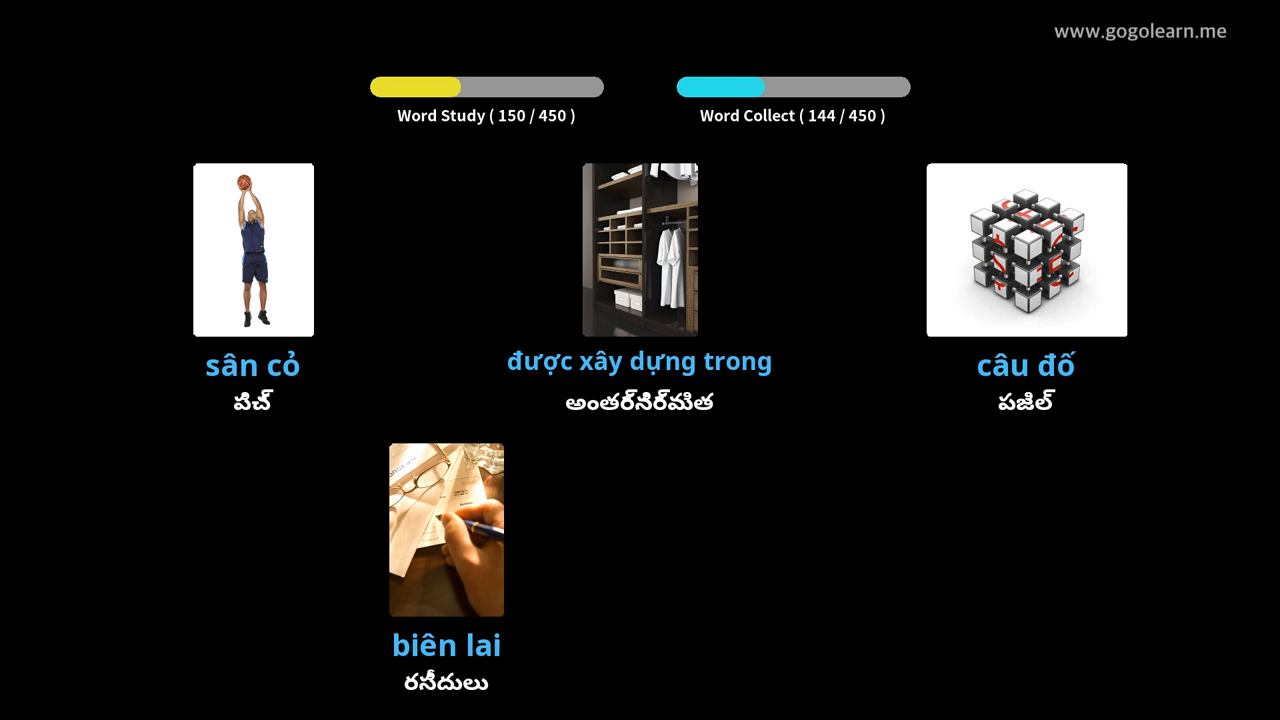 www.gogolearn.me
Word Study ( 150 / 450 )
Word Collect ( 144 / 450 )
sân cỏ
పిచ్
được xây dựng trong
అంతర్నిర్మిత
câu đố
పజిల్
biên lai
రసీదులు